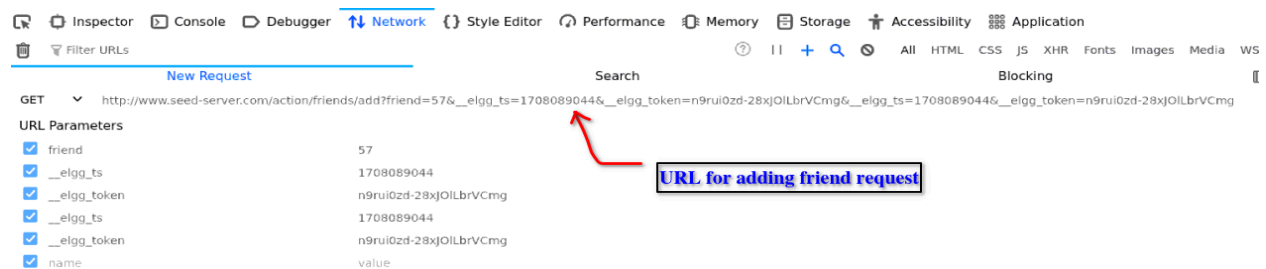 Inspector Console Debugger Network Style Editor Performance Memory Storage Accessibility Application
Filter URLs All HTML CSS JS XHR Fonts Images Media WS
New Request Search Blocking
GET http://www.seed-server.com/action/friends/add?friend=57&__elgg_ts=1708089044&__elgg_token=n9rui0zd-28xJOlLbrVCmg&__elgg_ts=1708089044&__elgg_token=n9rui0zd-28xJOlLbrVCmg
URL Parameters
friend 57
__elgg_ts 1708089044
__elgg_token n9rui0zd-28xJOlLbrVCmg
__elgg_ts 1708089044
__elgg_token n9rui0zd-28xJOlLbrVCmg
name value
URL for adding friend request